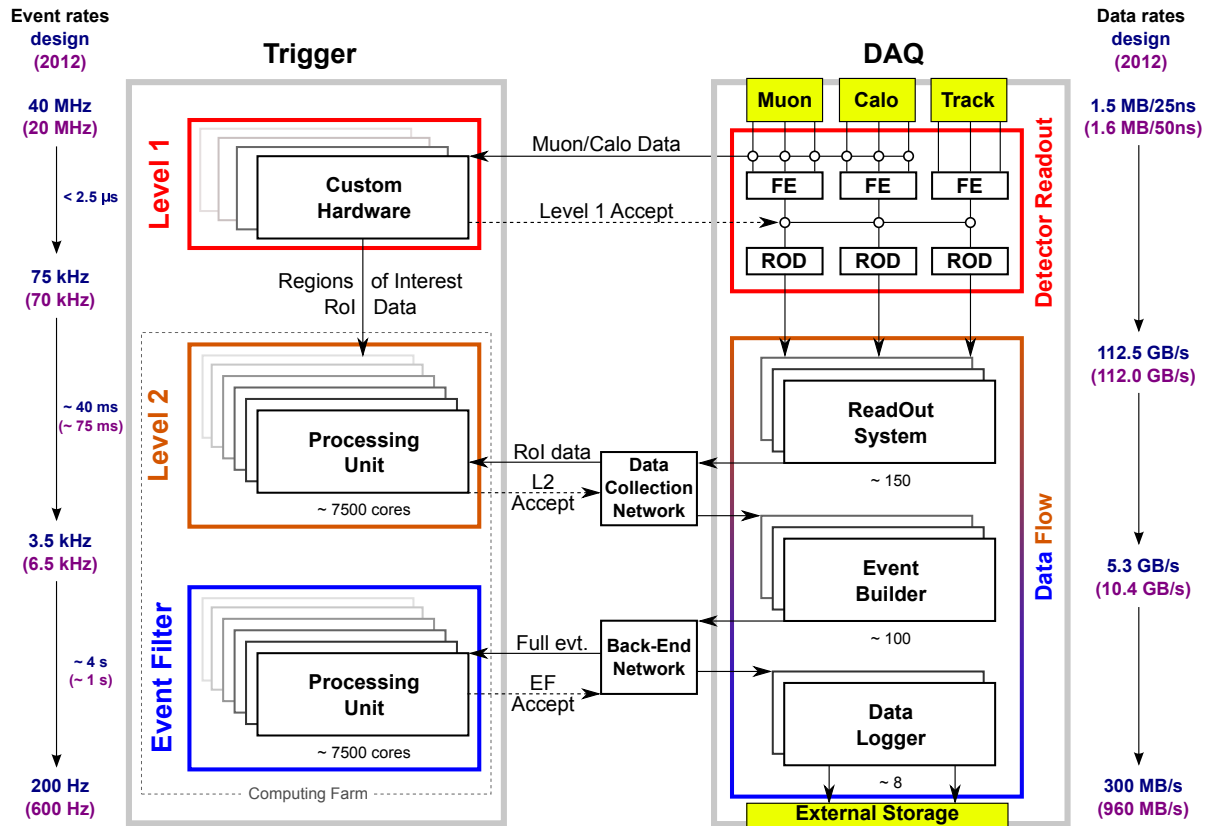 Event rates
design
(2012)
40 MHz
(20 MHz)
< 2.5 µs
75 kHz
(70 kHz)
~ 40 ms
(~ 75 ms)
3.5 kHz
(6.5 kHz)
~ 4 s
(~ 1 s)
200 Hz
(600 Hz)
Trigger
Level 1
Custom
Hardware
Regions of Interest
RoI Data
Level 2
Processing
Unit
~ 7500 cores
Event Filter
Processing
Unit
~ 7500 cores
Computing Farm
Muon/Calo Data
Level 1 Accept
RoI data
L2
Accept
Data
Collection
Network
Full evt.
EF
Accept
Back-End
Network
DAQ
Muon Calo Track
FE FE FE
ROD ROD ROD
Detector Readout
ReadOut
System
~ 150
Event
Builder
~ 100
Data
Logger
~ 8
Data Flow
External Storage
Data rates
design
(2012)
1.5 MB/25ns
(1.6 MB/50ns)
112.5 GB/s
(112.0 GB/s)
5.3 GB/s
(10.4 GB/s)
300 MB/s
(960 MB/s)